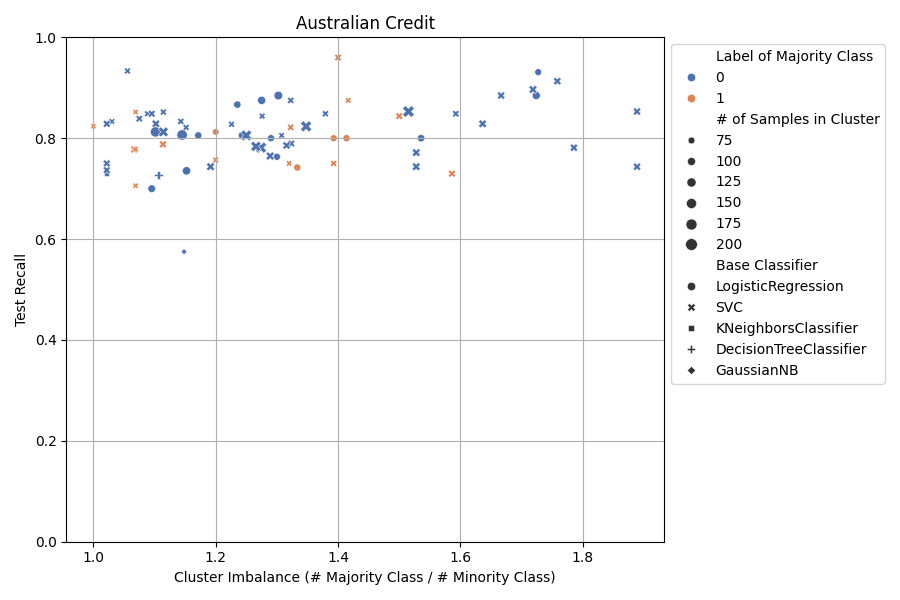 Australian Credit
1.0
0.8
0.6
0.4
0.2
0.0
Test Recall
1.0 1.2 1.4 1.6 1.8
Cluster Imbalance (# Majority Class / # Minority Class)
Label of Majority Class
0
1
# of Samples in Cluster
75
100
125
150
175
200
Base Classifier
LogisticRegression
SVC
KNeighborsClassifier
DecisionTreeClassifier
GaussianNB